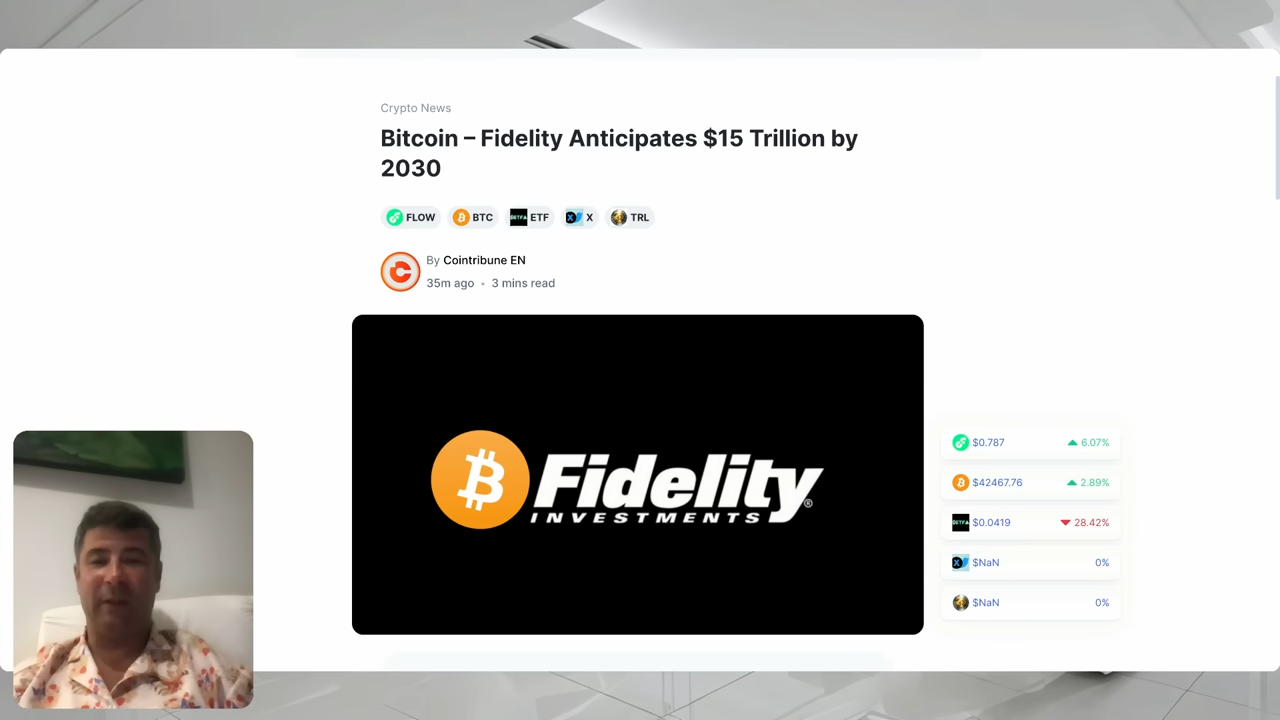 Crypto News
Bitcoin – Fidelity Anticipates $15 Trillion by
2030
FLOW BTC ETF X TRL
By Cointribune EN
35m ago • 3 mins read
Fidelity ®
INVESTMENTS
$0.787 6.07%
$42467.76 2.89%
$0.0419 28.42%
$NaN 0%
$NaN 0%